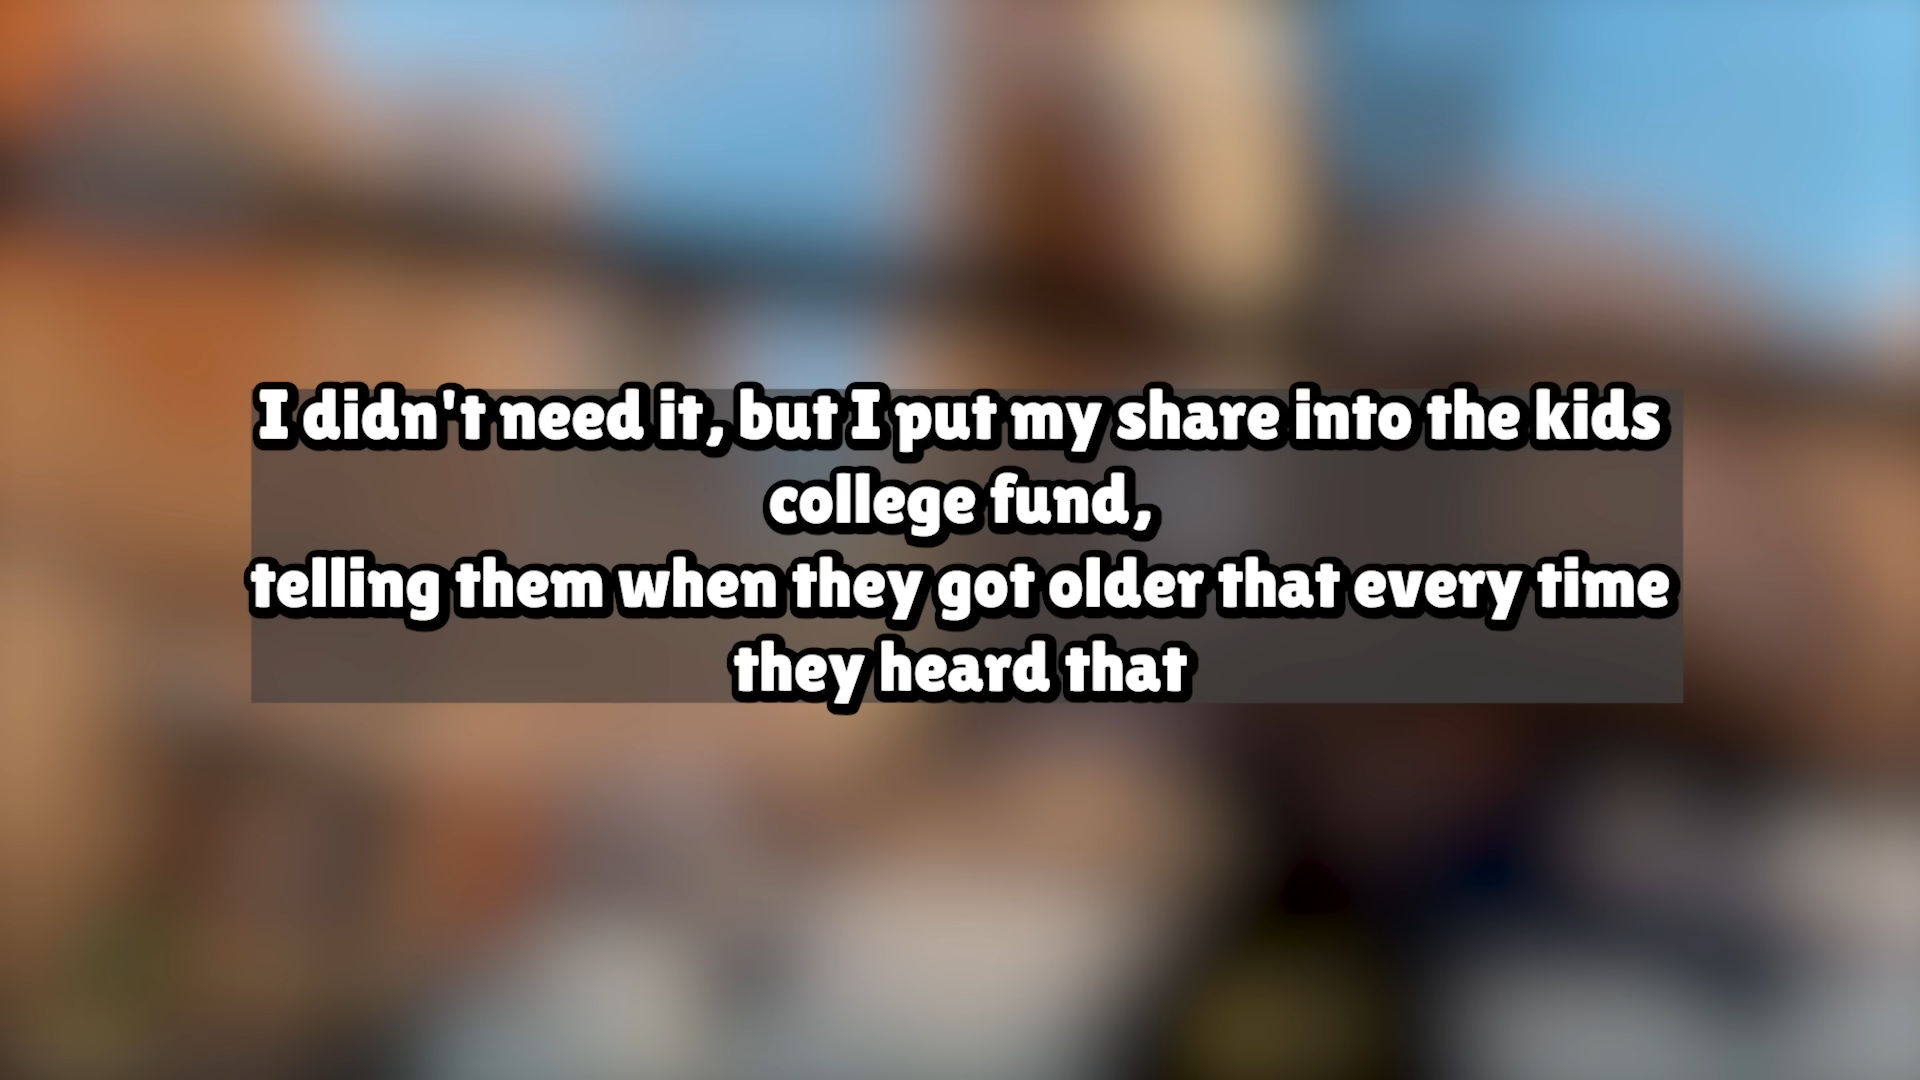 I didn't need it, but I put my share into the kids
college fund,
telling them when they got older that every time
they heard that